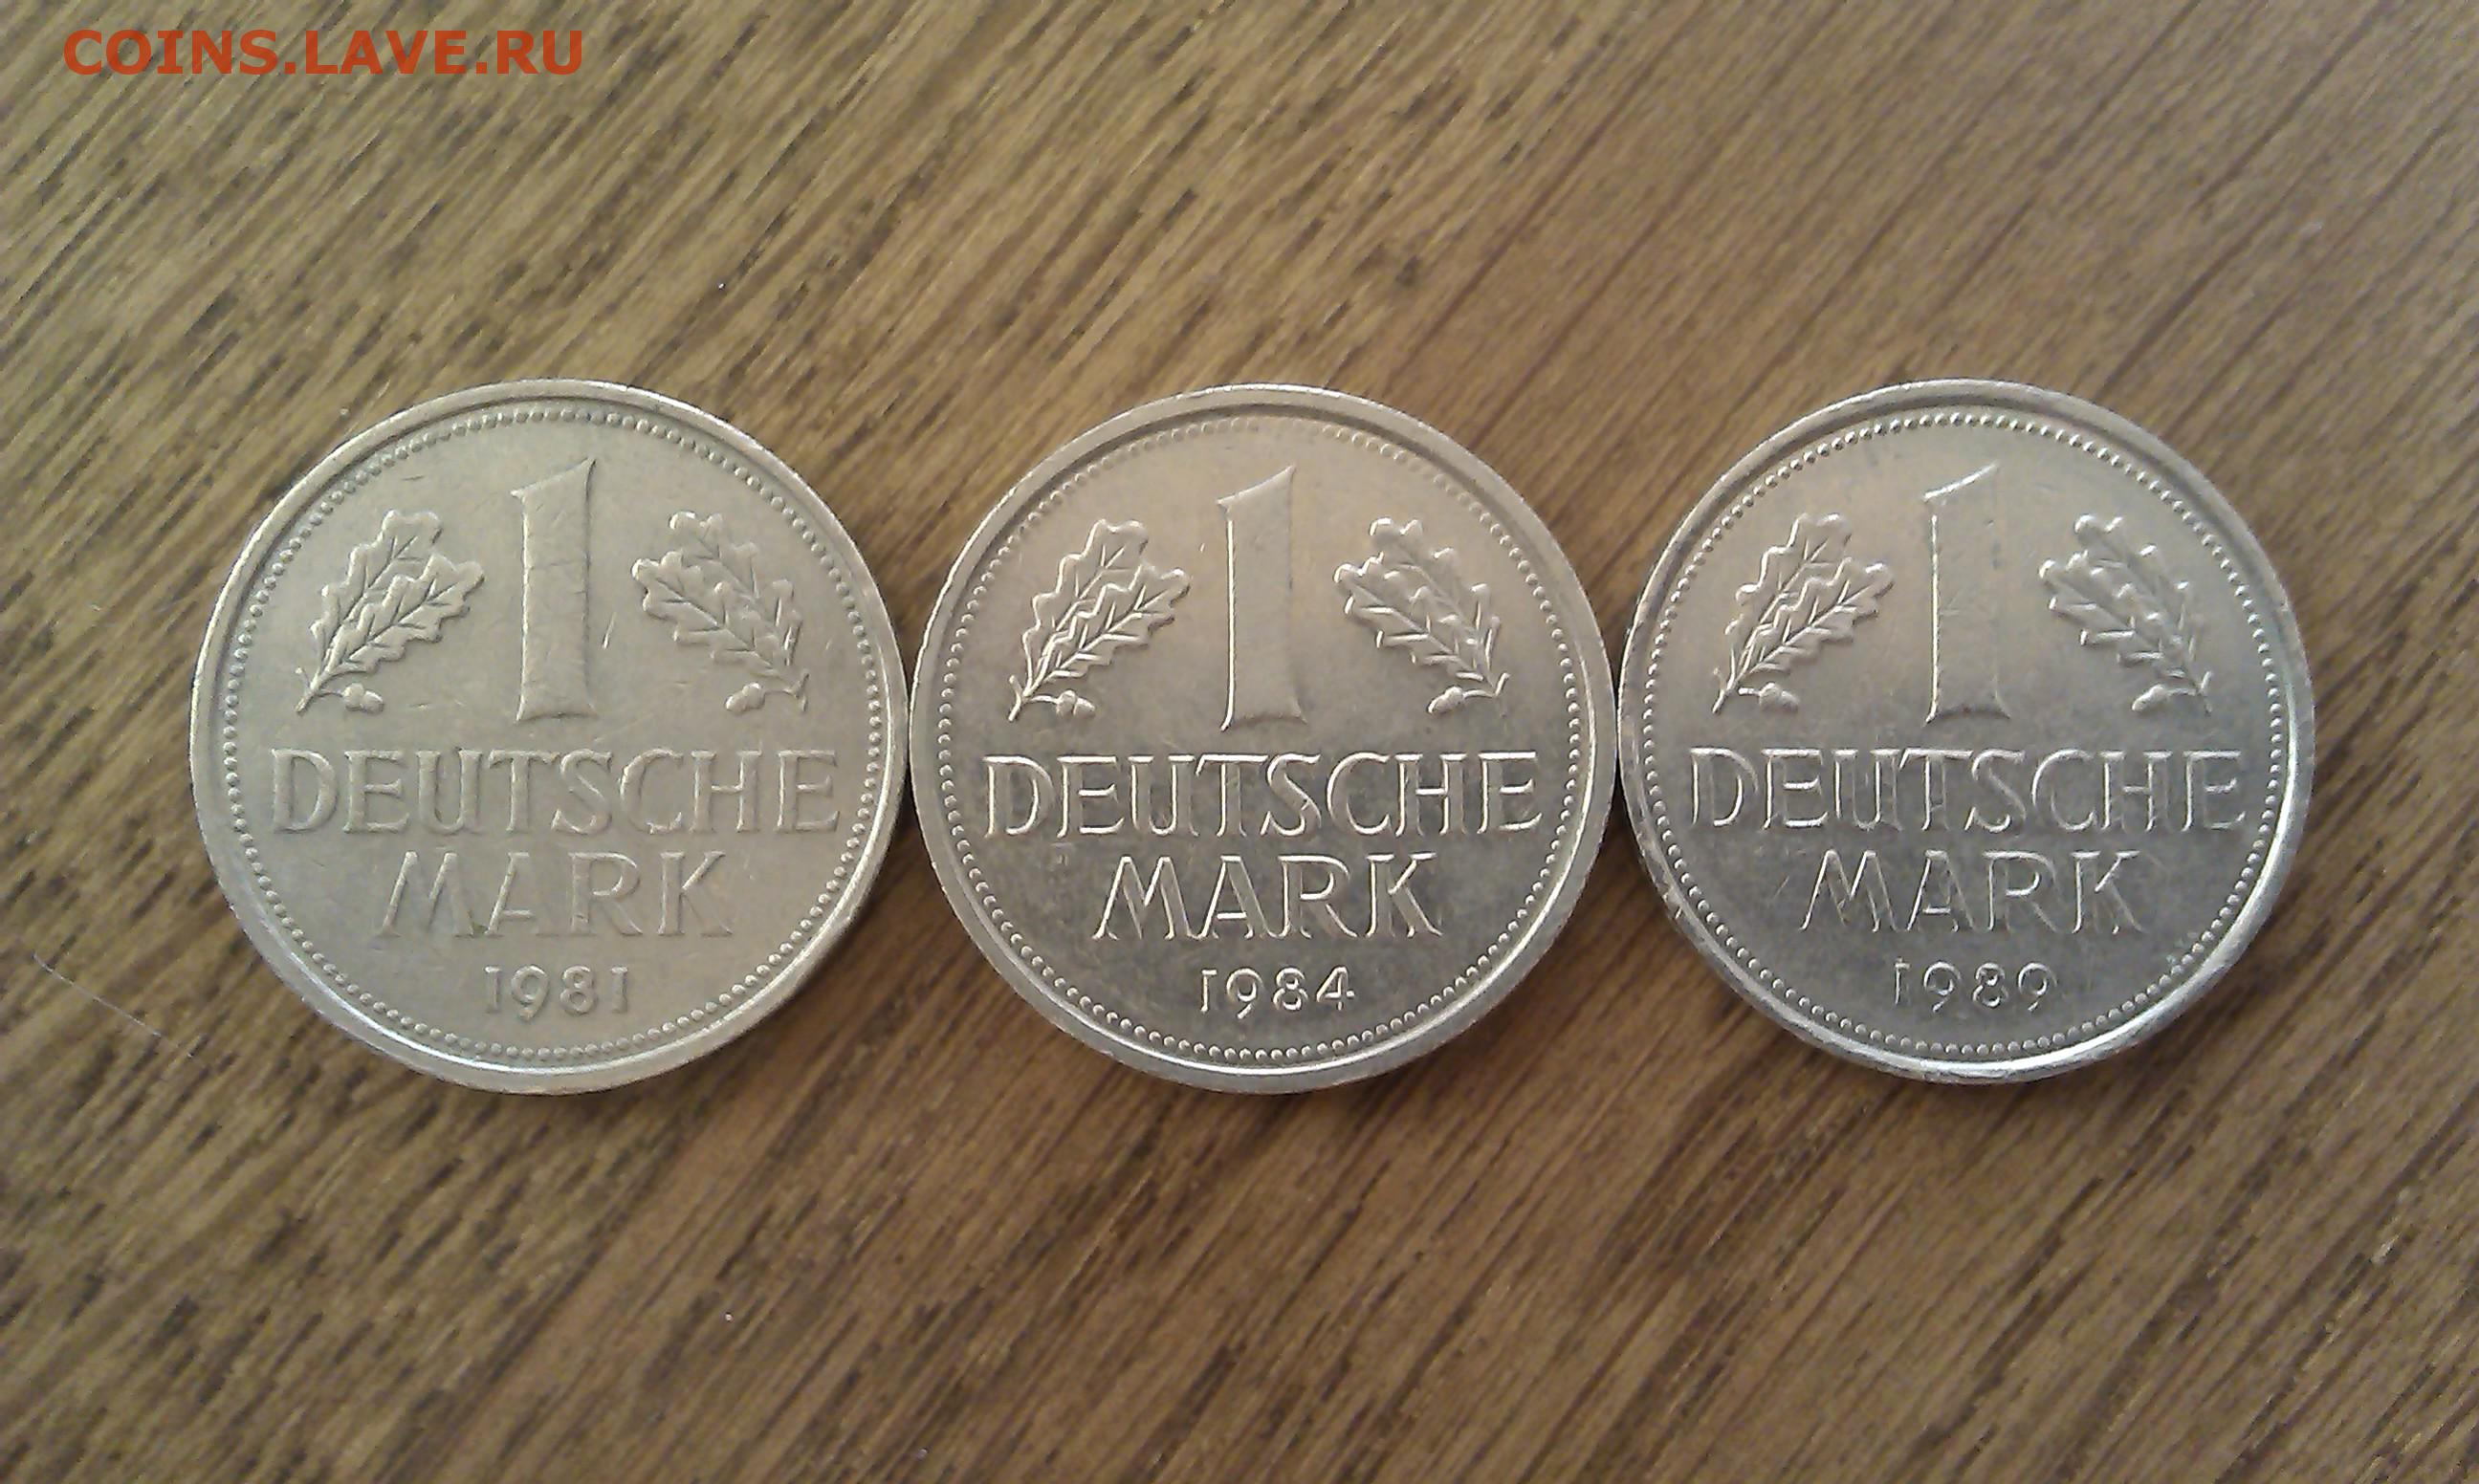 COINS.LAVE.RU
1
DEUTSCHE
MARK
1981
1
DEUTSCHE
MARK
1984
1
DEUTSCHE
MARK
1989